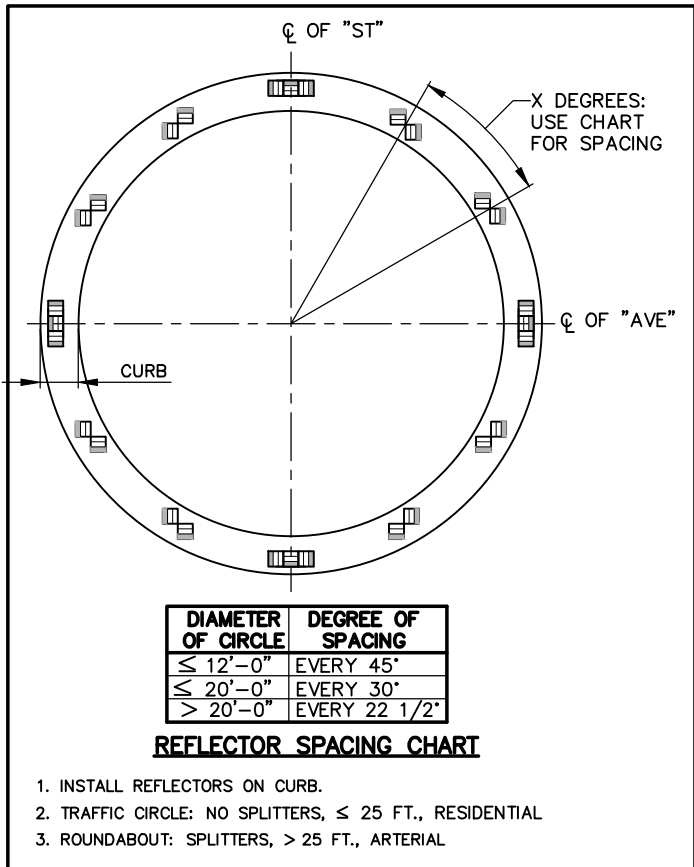 ℄ OF "ST"
X DEGREES:
USE CHART
FOR SPACING
℄ OF "AVE"
CURB
DIAMETER OF CIRCLE DEGREE OF SPACING
≤ 12'-0" EVERY 45°
≤ 20'-0" EVERY 30°
> 20'-0" EVERY 22 1/2°
REFLECTOR SPACING CHART
1. INSTALL REFLECTORS ON CURB.
2. TRAFFIC CIRCLE: NO SPLITTERS, ≤ 25 FT., RESIDENTIAL
3. ROUNDABOUT: SPLITTERS, > 25 FT., ARTERIAL